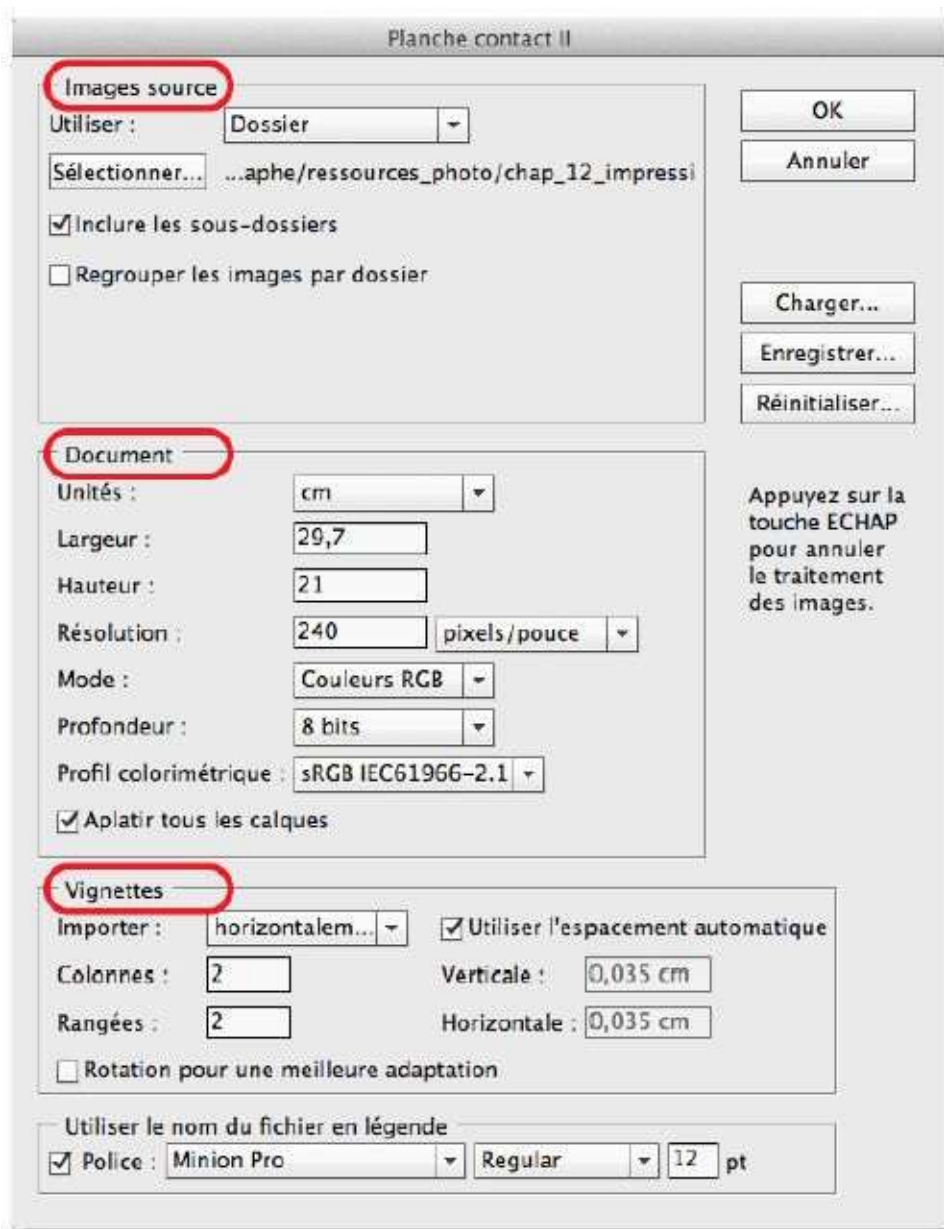 Planche contact II
Images source
Utiliser : Dossier
Sélectionner... ...aphe/ressources_photo/chap_12_impressi
Inclure les sous-dossiers
Regrouper les images par dossier
OK
Annuler
Charger...
Enregistrer...
Réinitialiser...
Appuyez sur la
touche ECHAP
pour annuler
le traitement
des images.
Document
Unités : cm
Largeur : 29,7
Hauteur : 21
Résolution : 240 pixels/pouce
Mode : Couleurs RGB
Profondeur : 8 bits
Profil colorimétrique : sRGB IEC61966-2.1
Aplatir tous les calques
Vignettes
Importer : horizontalem... Utiliser l'espacement automatique
Colonnes : 2 Verticale : 0,035 cm
Rangées : 2 Horizontale : 0,035 cm
Rotation pour une meilleure adaptation
Utiliser le nom du fichier en légende
Police : Minion Pro Regular 12 pt